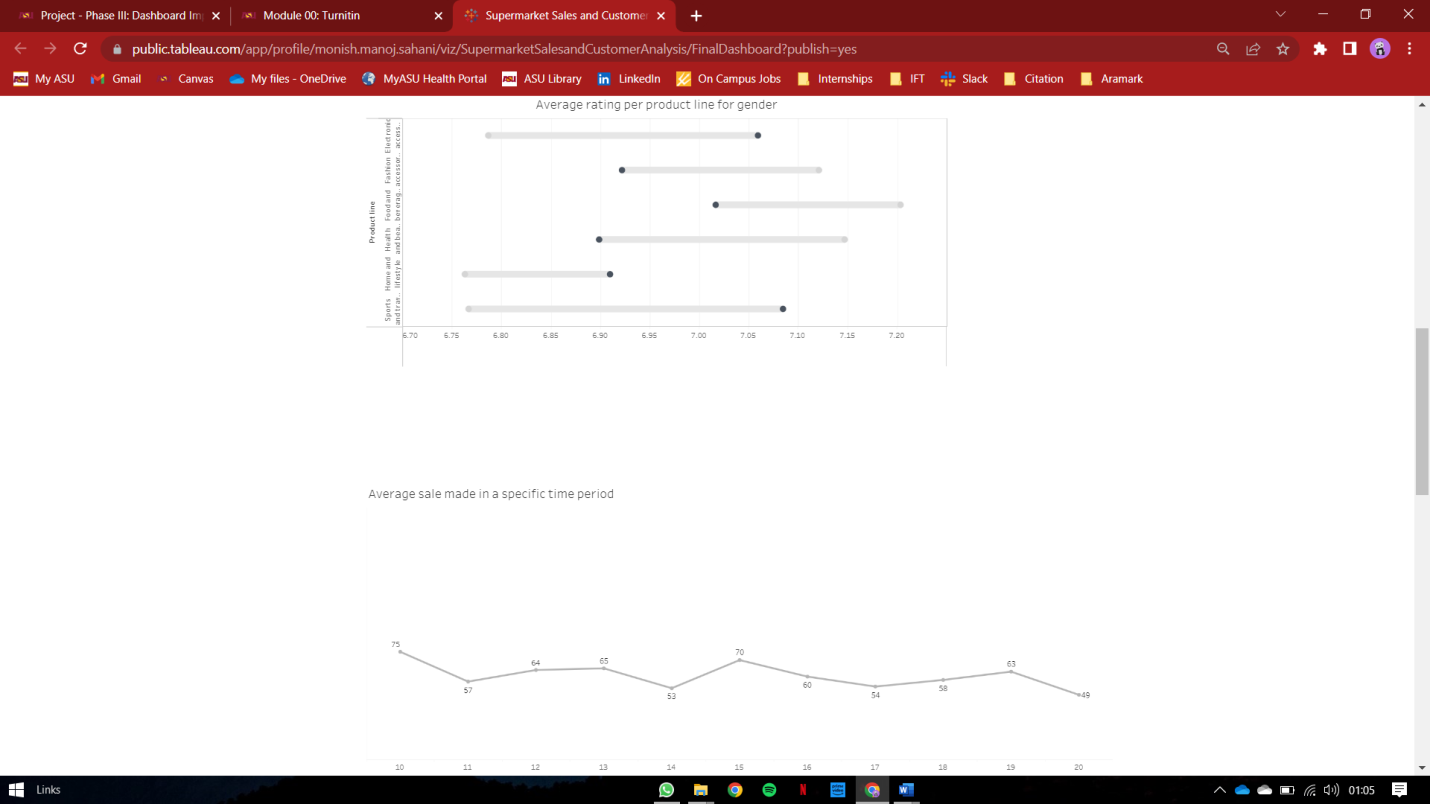 Project - Phase III: Dashboard Im
Module 00: Turnitin
Supermarket Sales and Customer
public.tableau.com/app/profile/monish.manoj.sahani/viz/SupermarketSalesandCustomerAnalysis/FinalDashboard?publish=yes
My ASU Gmail Canvas My files - OneDrive MyASU Health Portal ASU Library LinkedIn On Campus Jobs Internships IFT Slack Citation Aramark
Average rating per product line for gender
Product line
Electronic
access..
Fashion
accessor..
Food and
beverag..
Health
and bea..
Home and
lifestyle
Sports
and trav..
6.70 6.75 6.80 6.85 6.90 6.95 7.00 7.05 7.10 7.15 7.20
Average sale made in a specific time period
75 57 64 65 53 70 60 54 58 63 49
10 11 12 13 14 15 16 17 18 19 20
Links
01:05